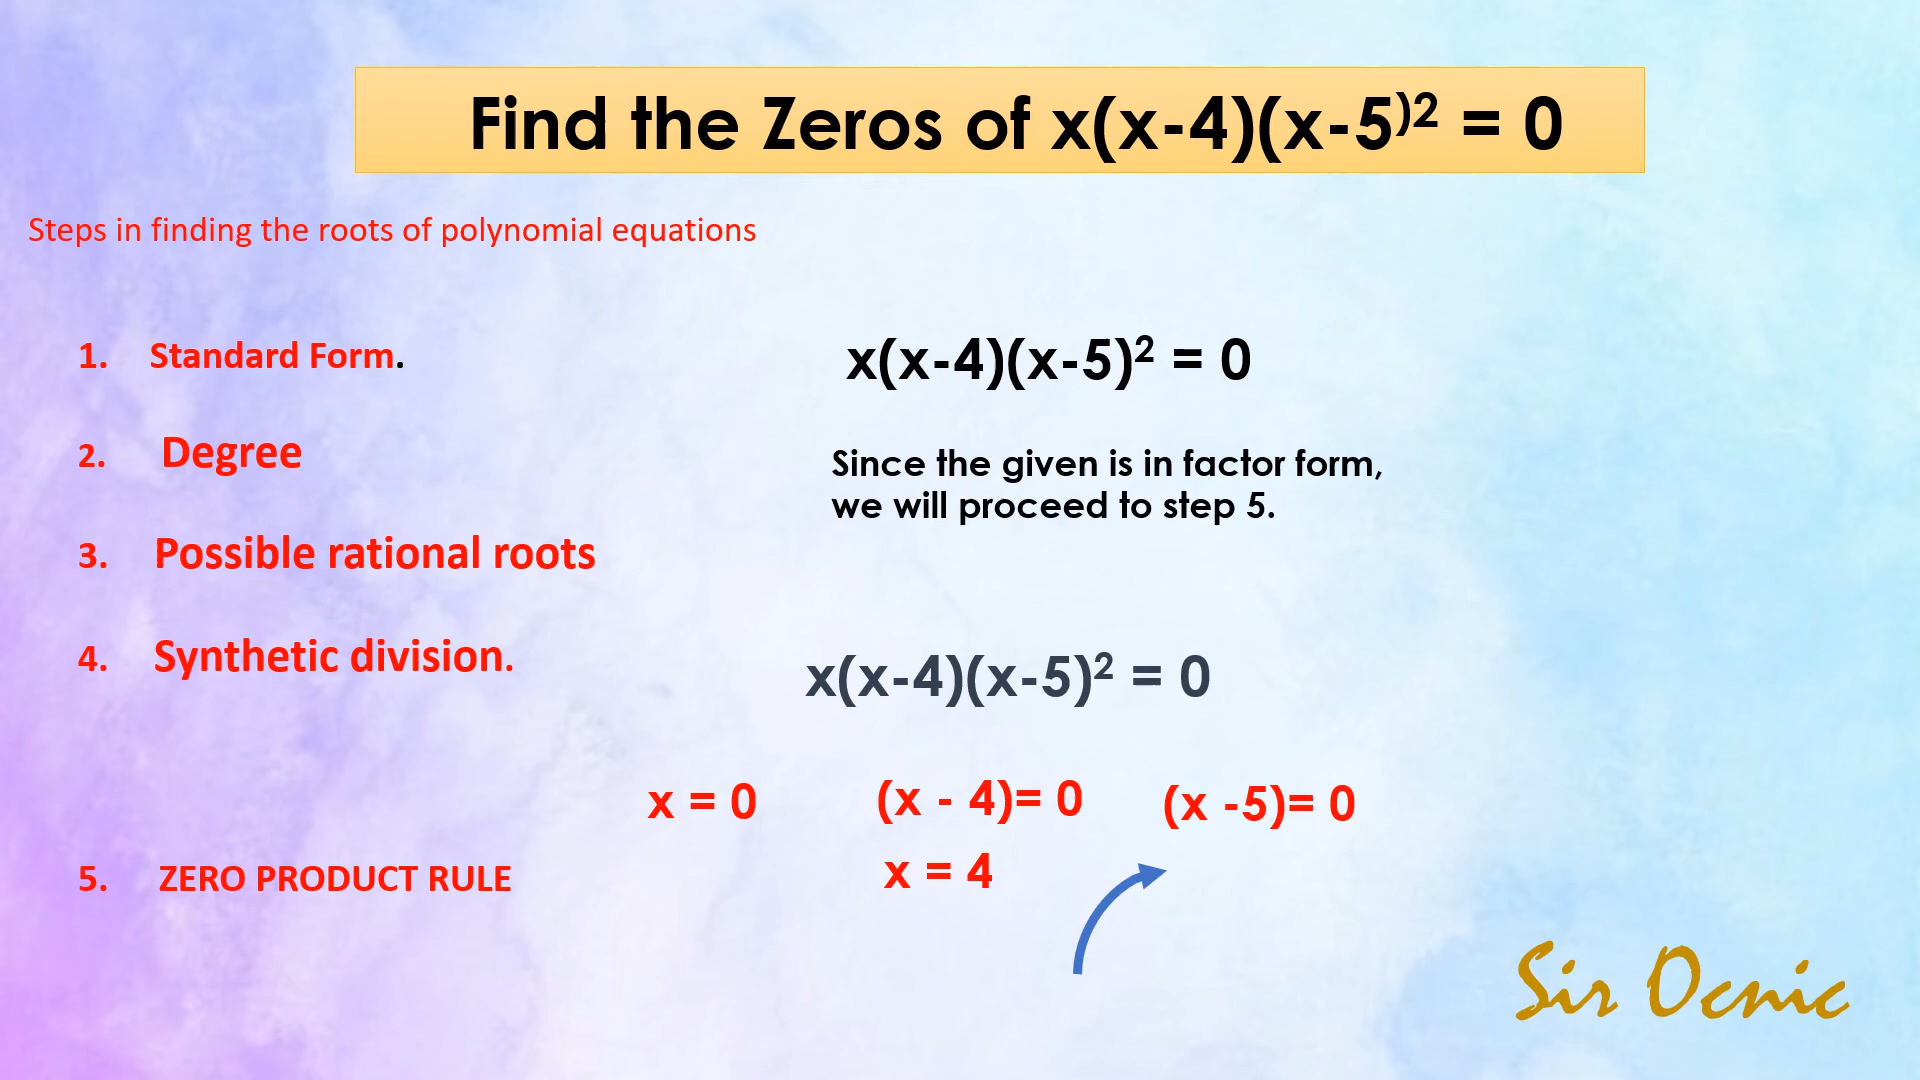 Find the Zeros of x(x-4)(x-5)² = 0
Steps in finding the roots of polynomial equations
1. Standard Form.
x(x-4)(x-5)² = 0
2. Degree
Since the given is in factor form,
we will proceed to step 5.
3. Possible rational roots
4. Synthetic division.
x(x-4)(x-5)² = 0
x = 0 (x - 4)= 0 (x -5)= 0
x = 4
5. ZERO PRODUCT RULE
Sir Ocnic